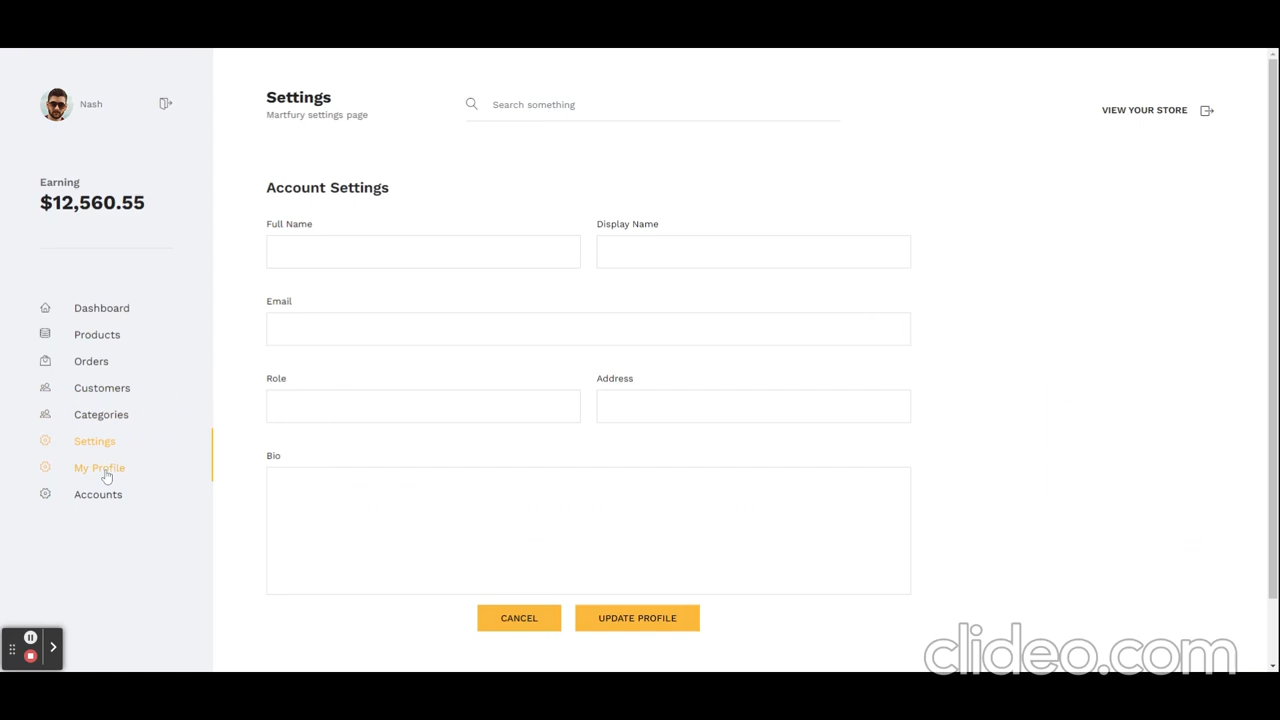 Nash
Earning
$12,560.55
Dashboard
Products
Orders
Customers
Categories
Settings
My Profile
Accounts
Settings
Martfury settings page
Search something
VIEW YOUR STORE
Account Settings
Full Name
Display Name
Email
Role
Address
Bio
CANCEL
UPDATE PROFILE
clideo.com